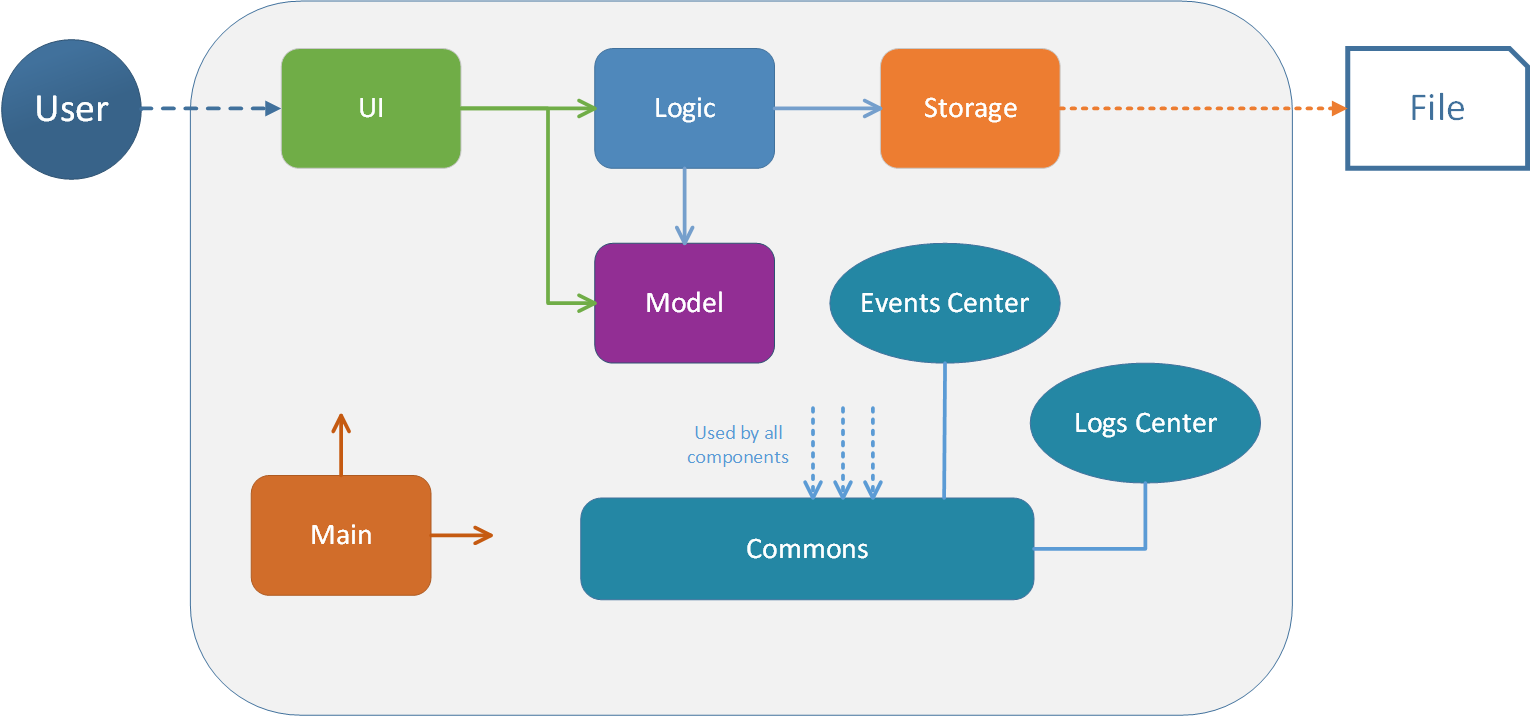 User
UI
Logic
Storage
File
Model
Events Center
Logs Center
Used by all
components
Main
Commons